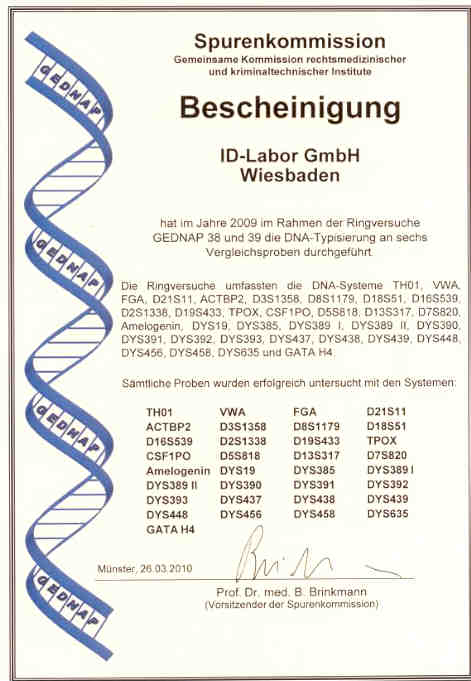 Spurenkommission
Gemeinsame Kommission rechtsmedizinischer
und kriminaltechnischer Institute
Bescheinigung
ID-Labor GmbH
Wiesbaden
hat im Jahre 2009 im Rahmen der Ringversuche
GEDNAP 38 und 39 die DNA-Typisierung an sechs
Vergleichsproben durchgeführt
Die Ringversuche umfassten die DNA-Systeme TH01, VWA,
FGA, D21S11, ACTBP2, D3S1358, D8S1179, D18S51, D16S539,
D2S1338, D19S433, TPOX, CSF1PO, D5S818, D13S317, D7S820,
Amelogenin, DYS19, DYS385, DYS389 I, DYS389 II, DYS390,
DYS391, DYS392, DYS393, DYS437, DYS438, DYS439, DYS448,
DYS456, DYS458, DYS635 und GATA H4.
Sämtliche Proben wurden erfolgreich untersucht mit den Systemen:
TH01 VWA FGA D21S11
ACTBP2 D3S1358 D8S1179 D18S51
D16S539 D2S1338 D19S433 TPOX
CSF1PO D5S818 D13S317 D7S820
Amelogenin DYS19 DYS385 DYS389 I
DYS389 II DYS390 DYS391 DYS392
DYS393 DYS437 DYS438 DYS439
DYS448 DYS456 DYS458 DYS635
GATA H4
Münster, 26.03.2010
Prof. Dr. med. B. Brinkmann
(Vorsitzender der Spurenkommission)
GEDNAP
GEDNAP
GEDNAP
GEDNAP